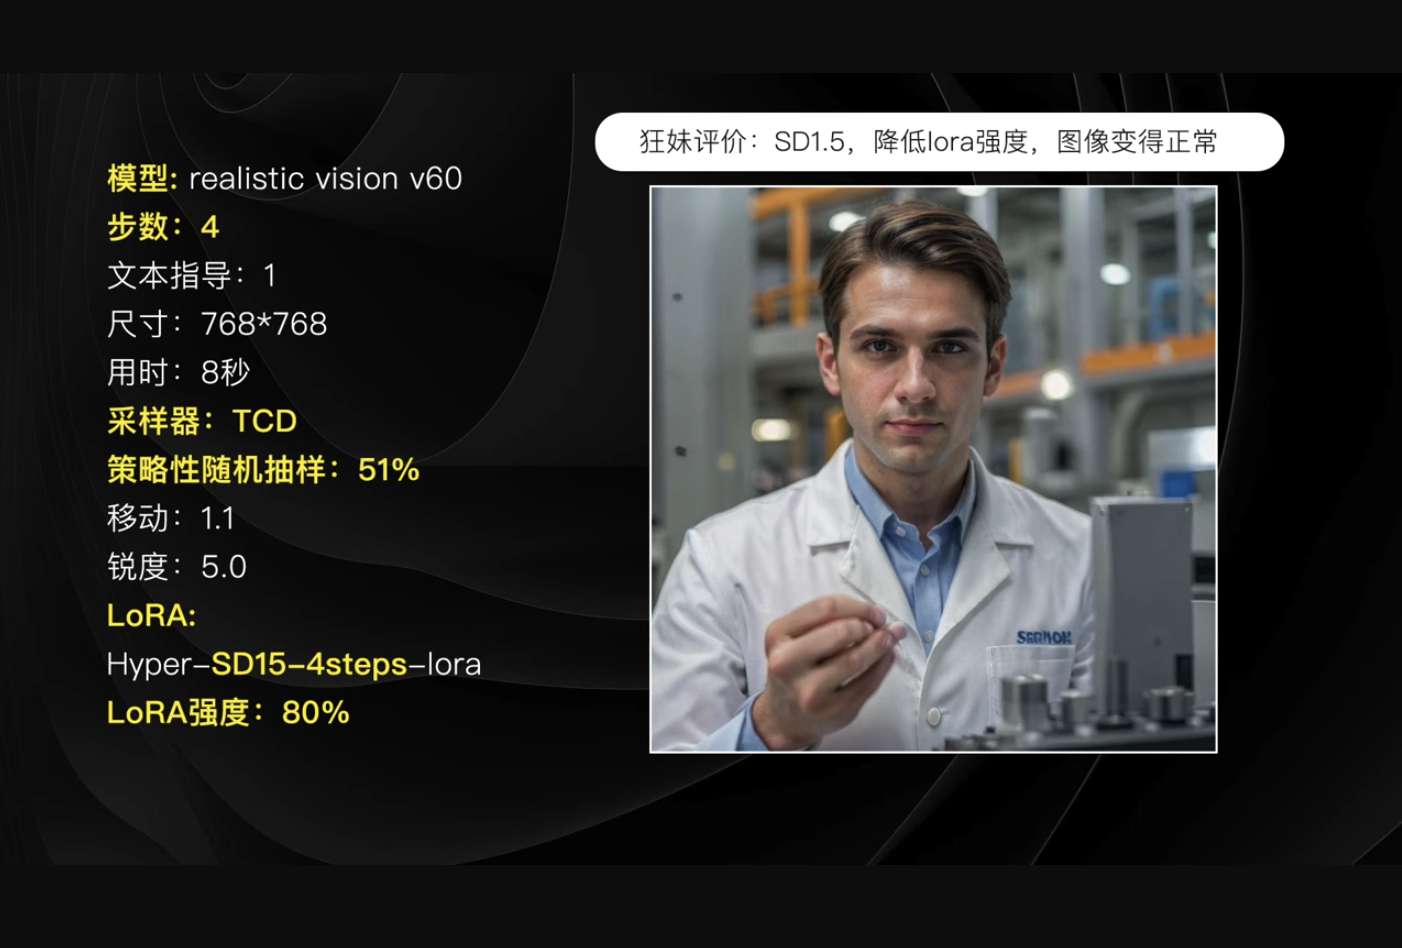 狂妹评价：SD1.5，降低lora强度，图像变得正常
模型: realistic vision v60
步数：4
文本指导：1
尺寸：768*768
用时：8秒
采样器：TCD
策略性随机抽样：51%
移动：1.1
锐度：5.0
LoRA:
Hyper-SD15-4steps-lora
LoRA强度：80%